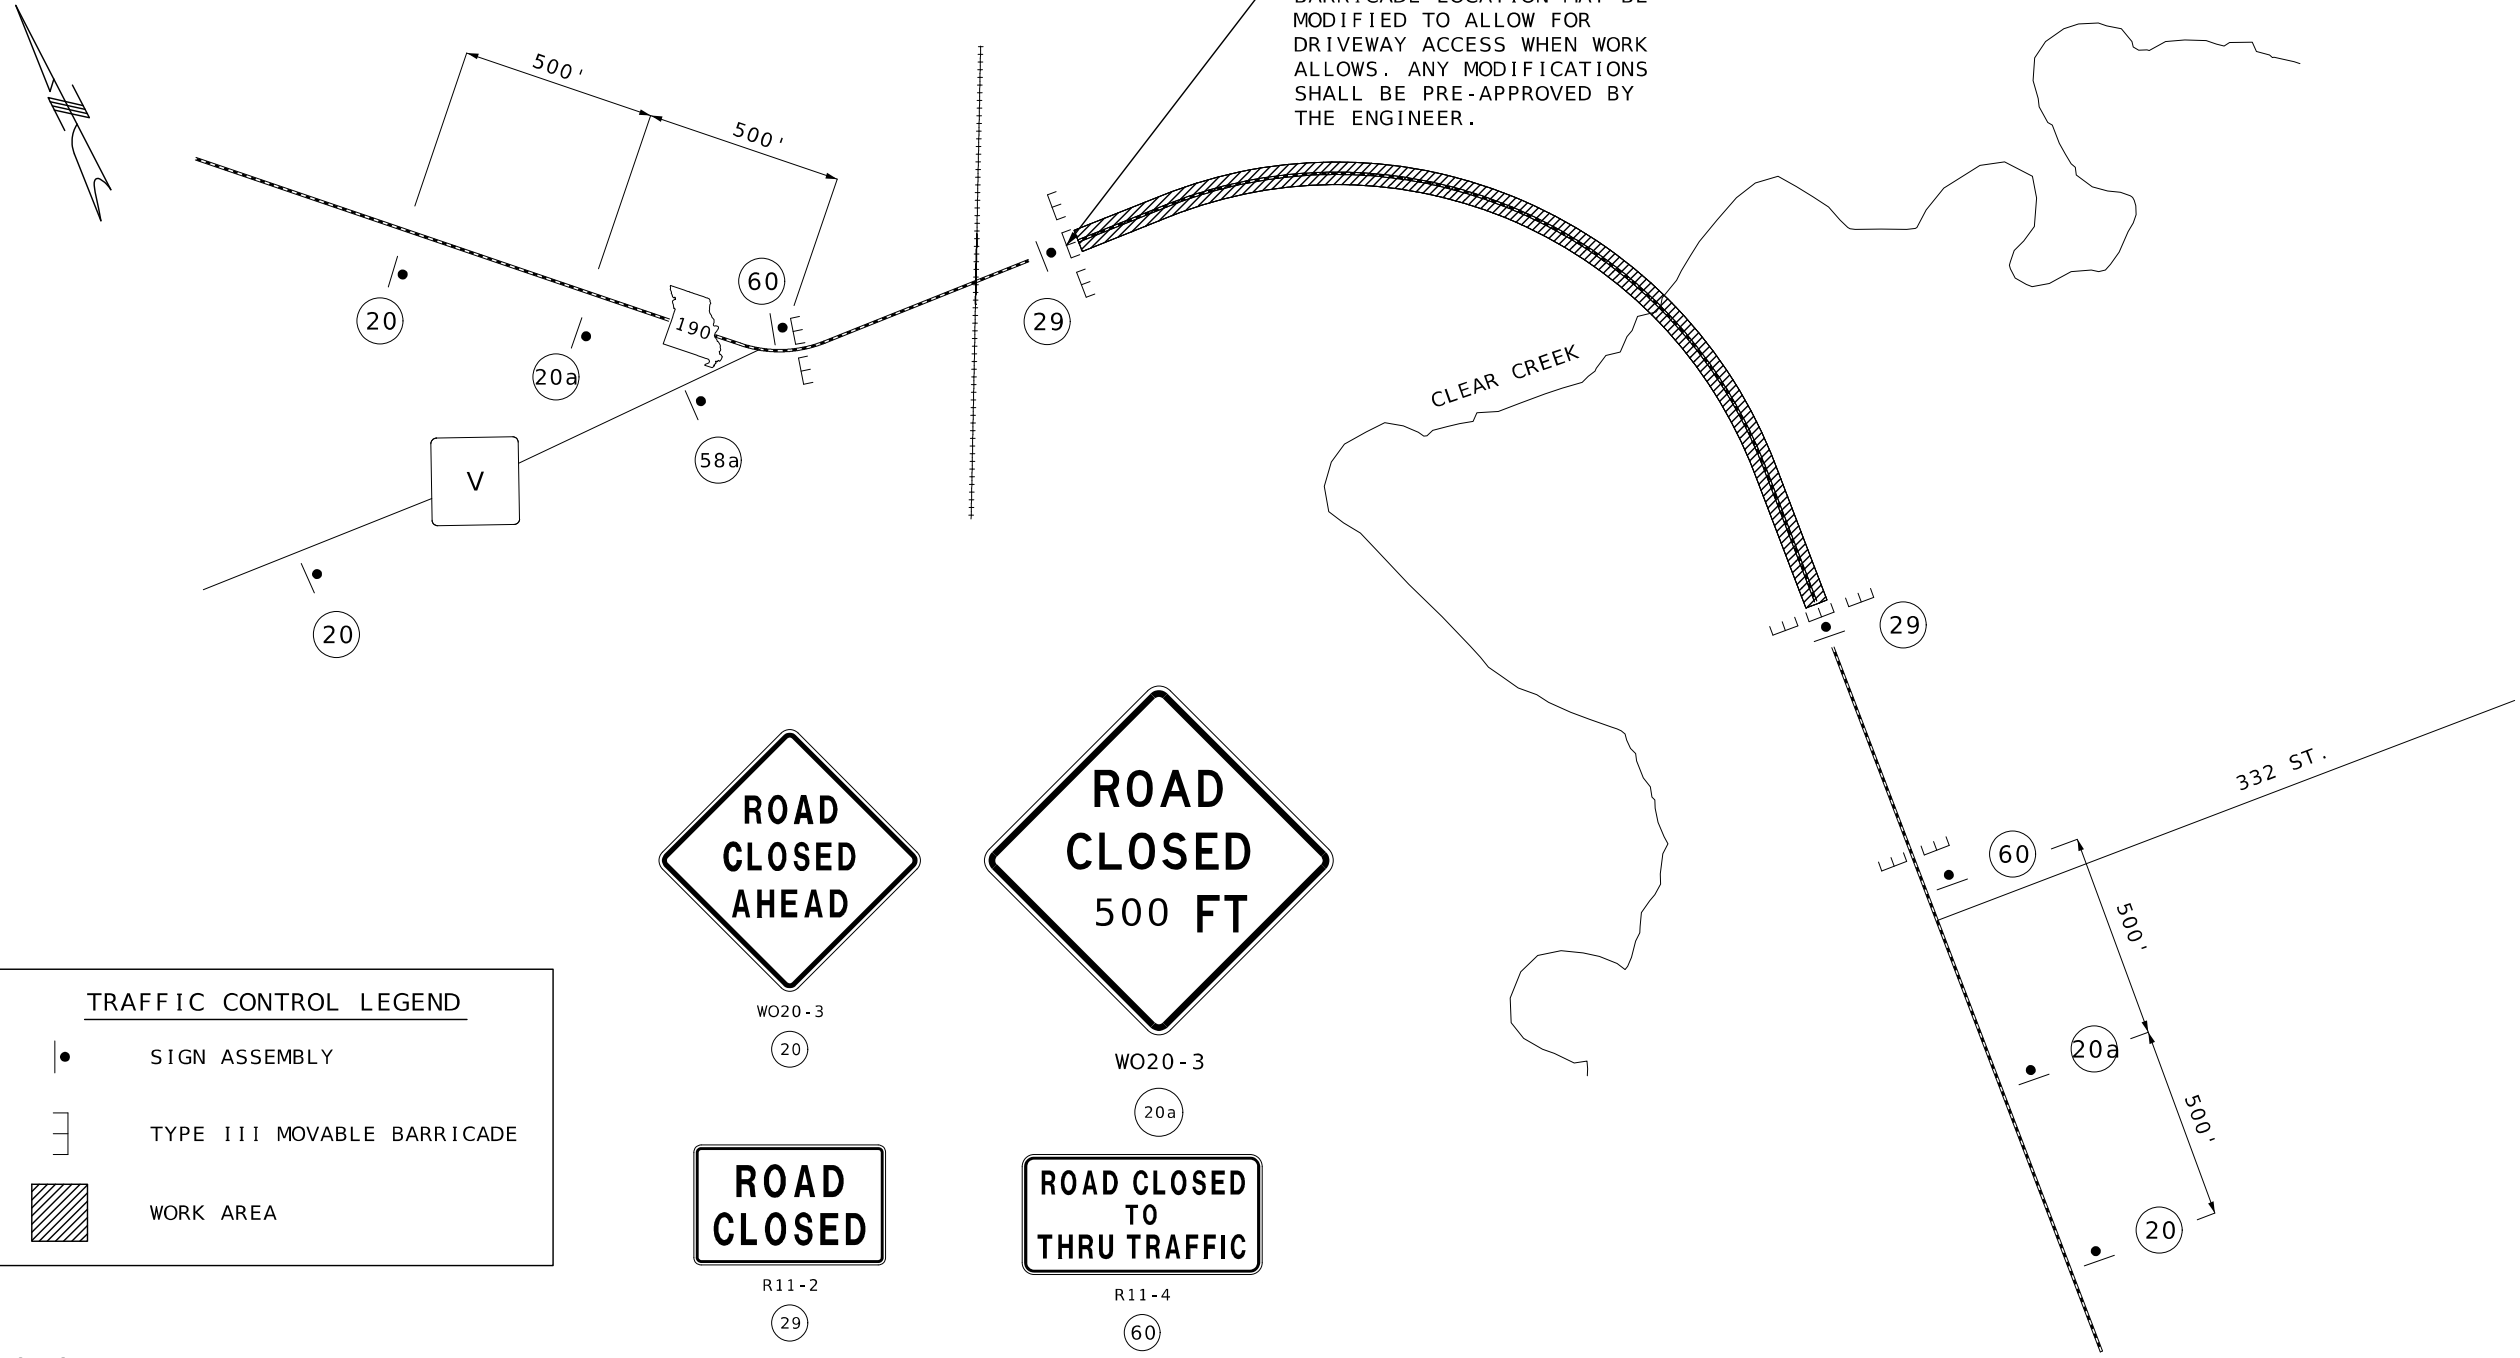 BARRICADE LOCATION MAY BE
MODIFIED TO ALLOW FOR
DRIVEWAY ACCESS WHEN WORK
ALLOWS. ANY MODIFICATIONS
SHALL BE PRE-APPROVED BY
THE ENGINEER.
N
500'
500'
20
20a
190
60
58a
V
20
29
CLEAR CREEK
29
332 ST.
60
500'
20a
500'
20
ROAD
CLOSED
AHEAD
WO20-3
20
ROAD
CLOSED
500 FT
WO20-3
20a
ROAD
CLOSED
R11-2
29
ROAD CLOSED
TO
THRU TRAFFIC
R11-4
60
TRAFFIC CONTROL LEGEND
SIGN ASSEMBLY
TYPE III MOVABLE BARRICADE
WORK AREA